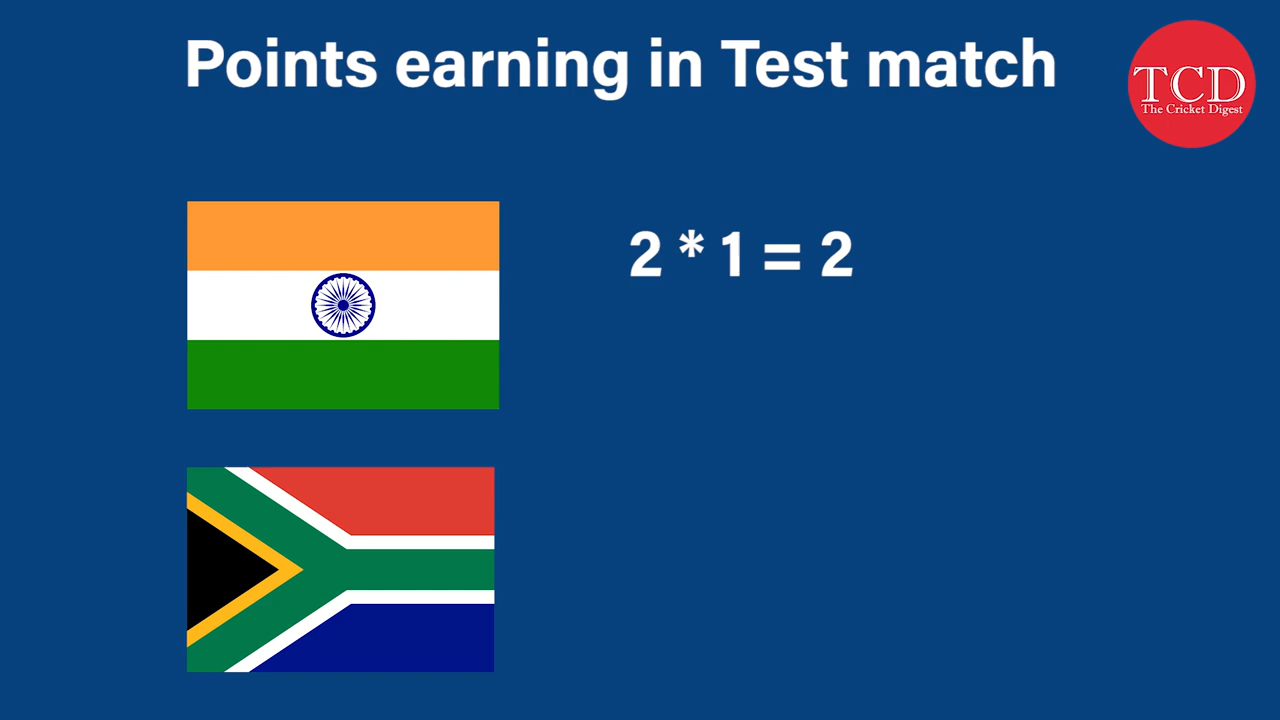 Points earning in Test match
TCD
The Cricket Digest
2 * 1 = 2